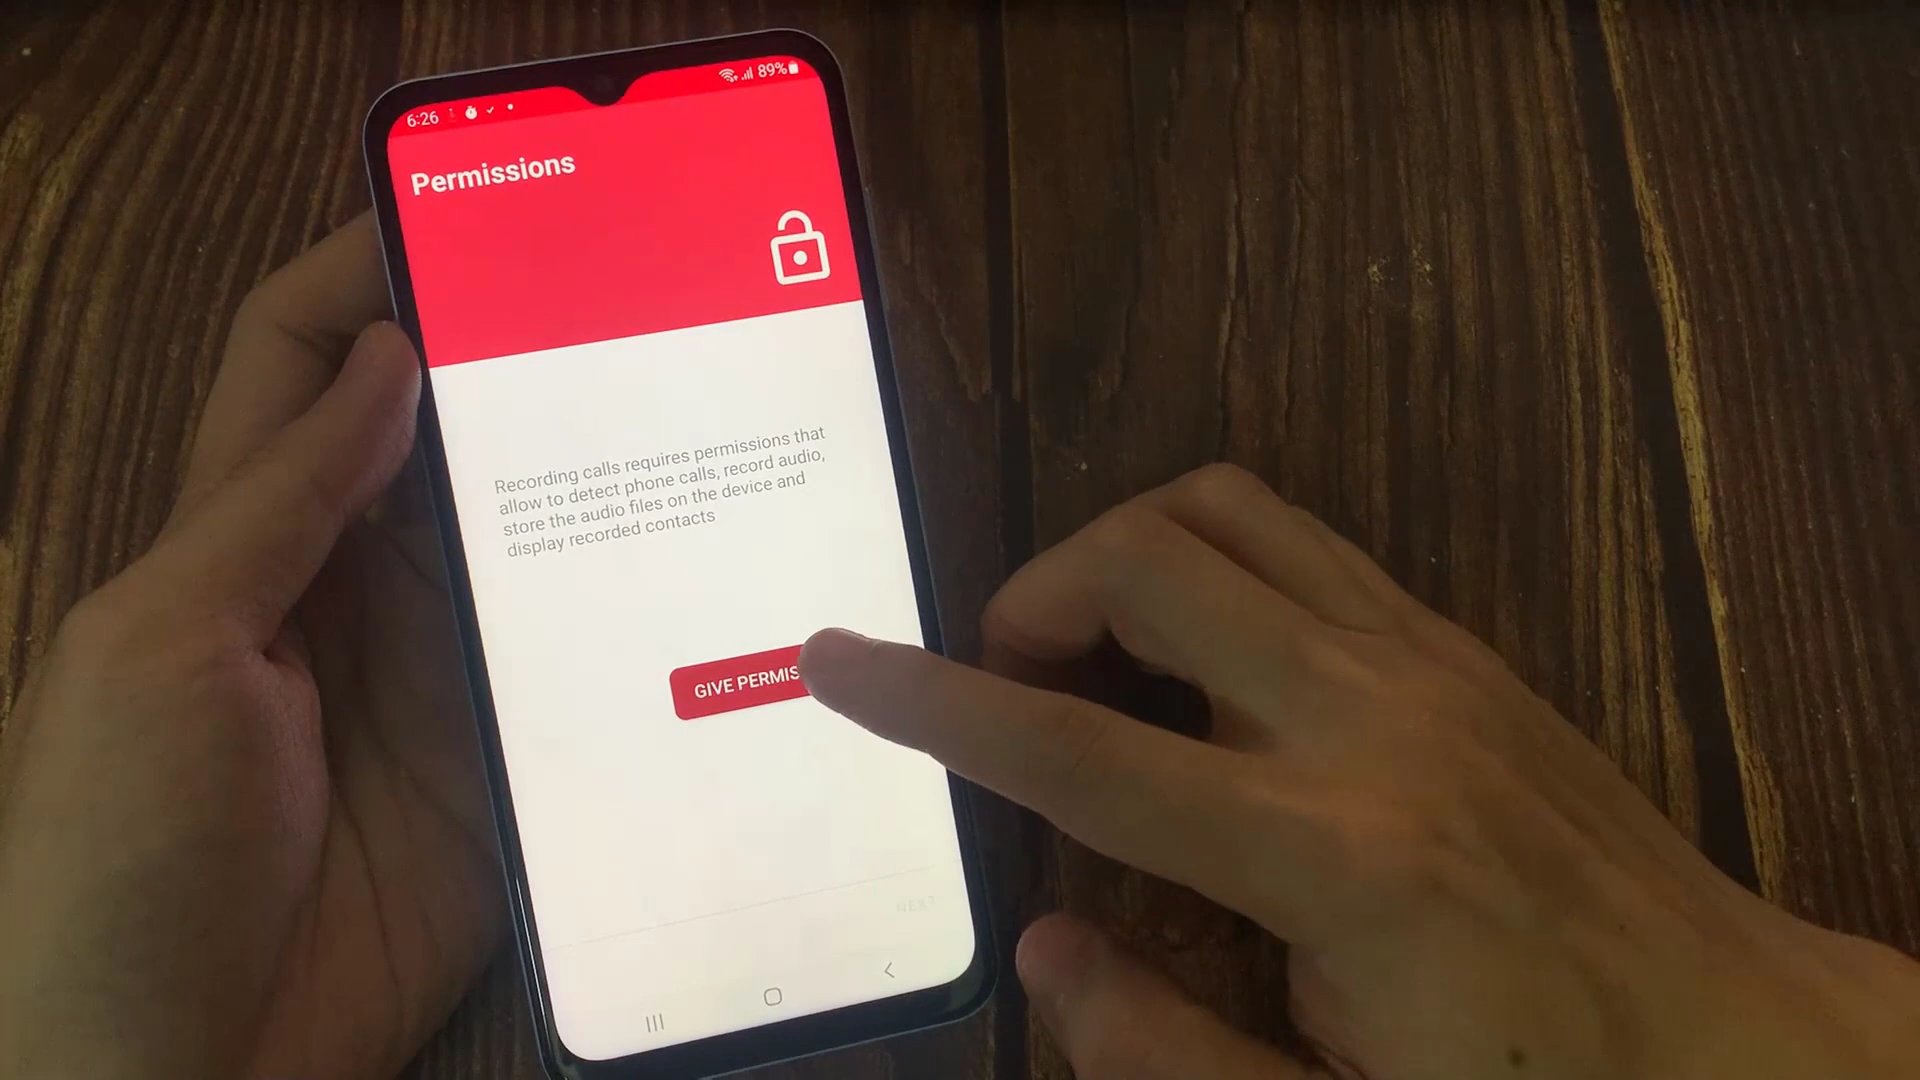 6:26
89%
Permissions
Recording calls requires permissions that
allow to detect phone calls, record audio,
store the audio files on the device and
display recorded contacts
GIVE PERMIS
NEXT